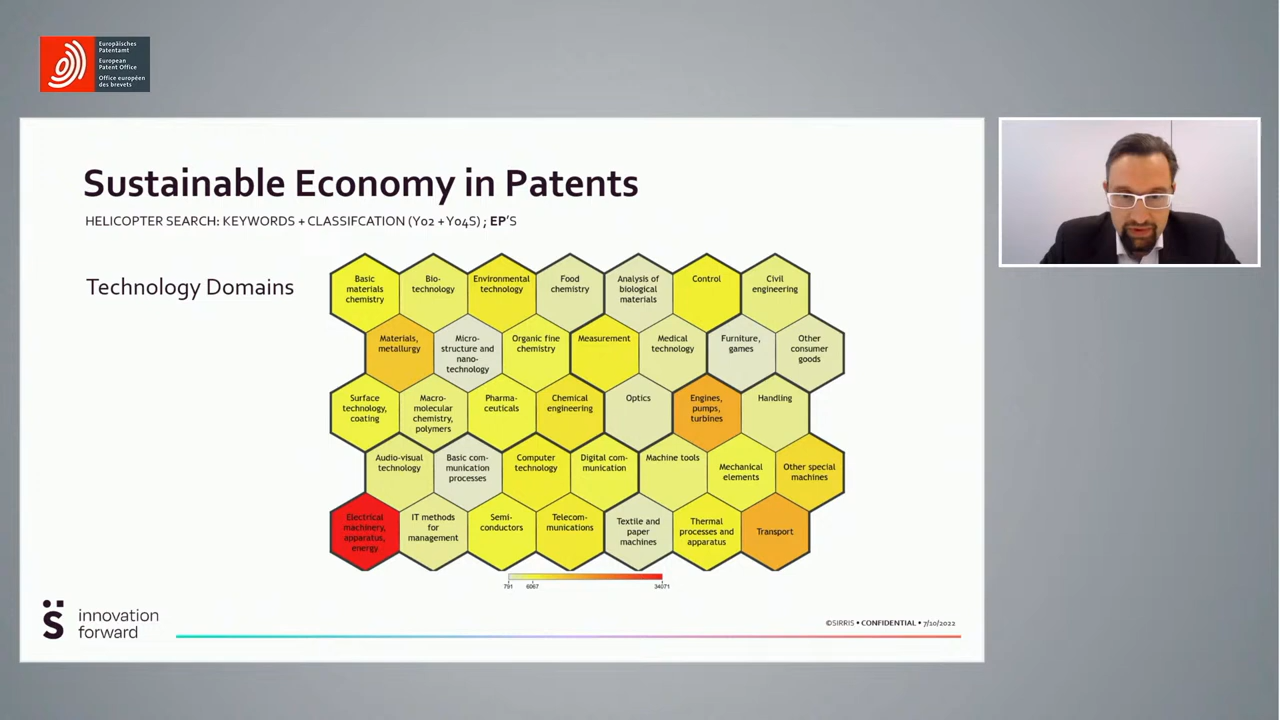 Europäisches
Patentamt
European
Patent Office
Office européen
des brevets
Sustainable Economy in Patents
HELICOPTER SEARCH: KEYWORDS + CLASSIFCATION (Y02 + Y04S) ; EP'S
Technology Domains
Basic
materials
chemistry
Bio-
technology
Environmental
technology
Food
chemistry
Analysis of
biological
materials
Control
Civil
engineering
Materials,
metallurgy
Micro-
structure and
nano-
technology
Organic fine
chemistry
Measurement
Medical
technology
Furniture,
games
Other
consumer
goods
Surface
technology,
coating
Macro-
molecular
chemistry,
polymers
Pharma-
ceuticals
Chemical
engineering
Optics
Engines,
pumps,
turbines
Handling
Audio-visual
technology
Basic com-
munication
processes
Computer
technology
Digital com-
munication
Machine tools
Mechanical
elements
Other special
machines
Electrical
machinery,
apparatus,
energy
IT methods
for
management
Semi-
conductors
Telecom-
munications
Textile and
paper
machines
Thermal
processes and
apparatus
Transport
791 6067 34071
innovation
forward
©SIRRIS • CONFIDENTIAL • 7/10/2022